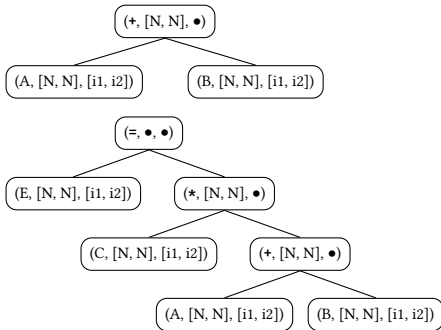 (+, [N, N], ●)
(A, [N, N], [i1, i2]) (B, [N, N], [i1, i2])
(=, ●, ●)
(E, [N, N], [i1, i2]) (*, [N, N], ●)
(C, [N, N], [i1, i2]) (+, [N, N], ●)
(A, [N, N], [i1, i2]) (B, [N, N], [i1, i2])